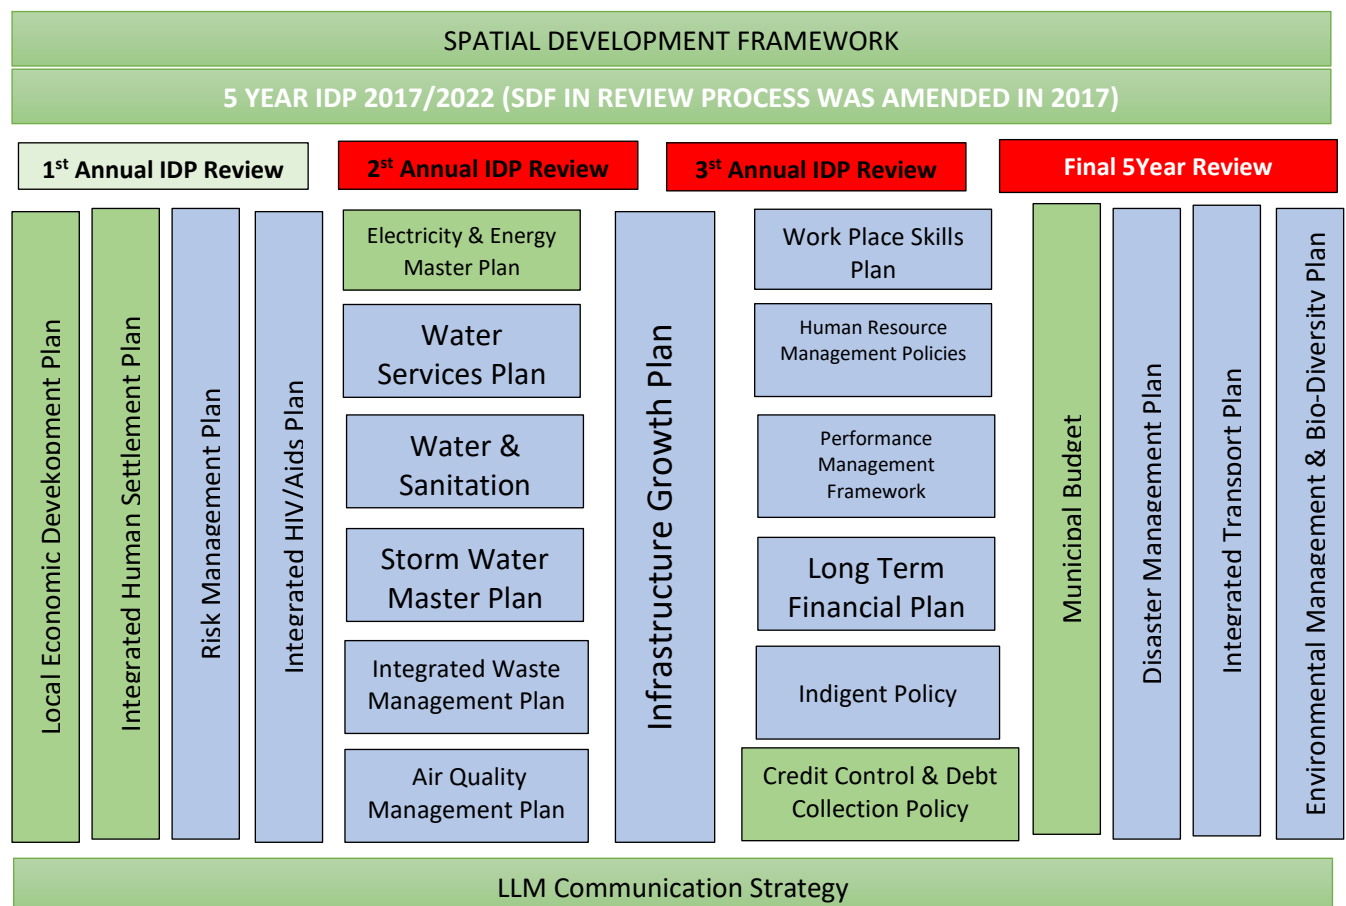 SPATIAL DEVELOPMENT FRAMEWORK
5 YEAR IDP 2017/2022 (SDF IN REVIEW PROCESS WAS AMENDED IN 2017)
1st Annual IDP Review
2st Annual IDP Review
3st Annual IDP Review
Final 5Year Review
Local Economic Devekopment Plan
Integrated Human Settlement Plan
Risk Management Plan
Integrated HIV/Aids Plan
Electricity & Energy
Master Plan
Water
Services Plan
Water &
Sanitation
Storm Water
Master Plan
Integrated Waste
Management Plan
Air Quality
Management Plan
Infrastructure Growth Plan
Work Place Skills
Plan
Human Resource
Management Policies
Performance
Management
Framework
Long Term
Financial Plan
Indigent Policy
Credit Control & Debt
Collection Policy
Municipal Budget
Disaster Management Plan
Integrated Transport Plan
Environmental Management & Bio-Diversity Plan
LLM Communication Strategy